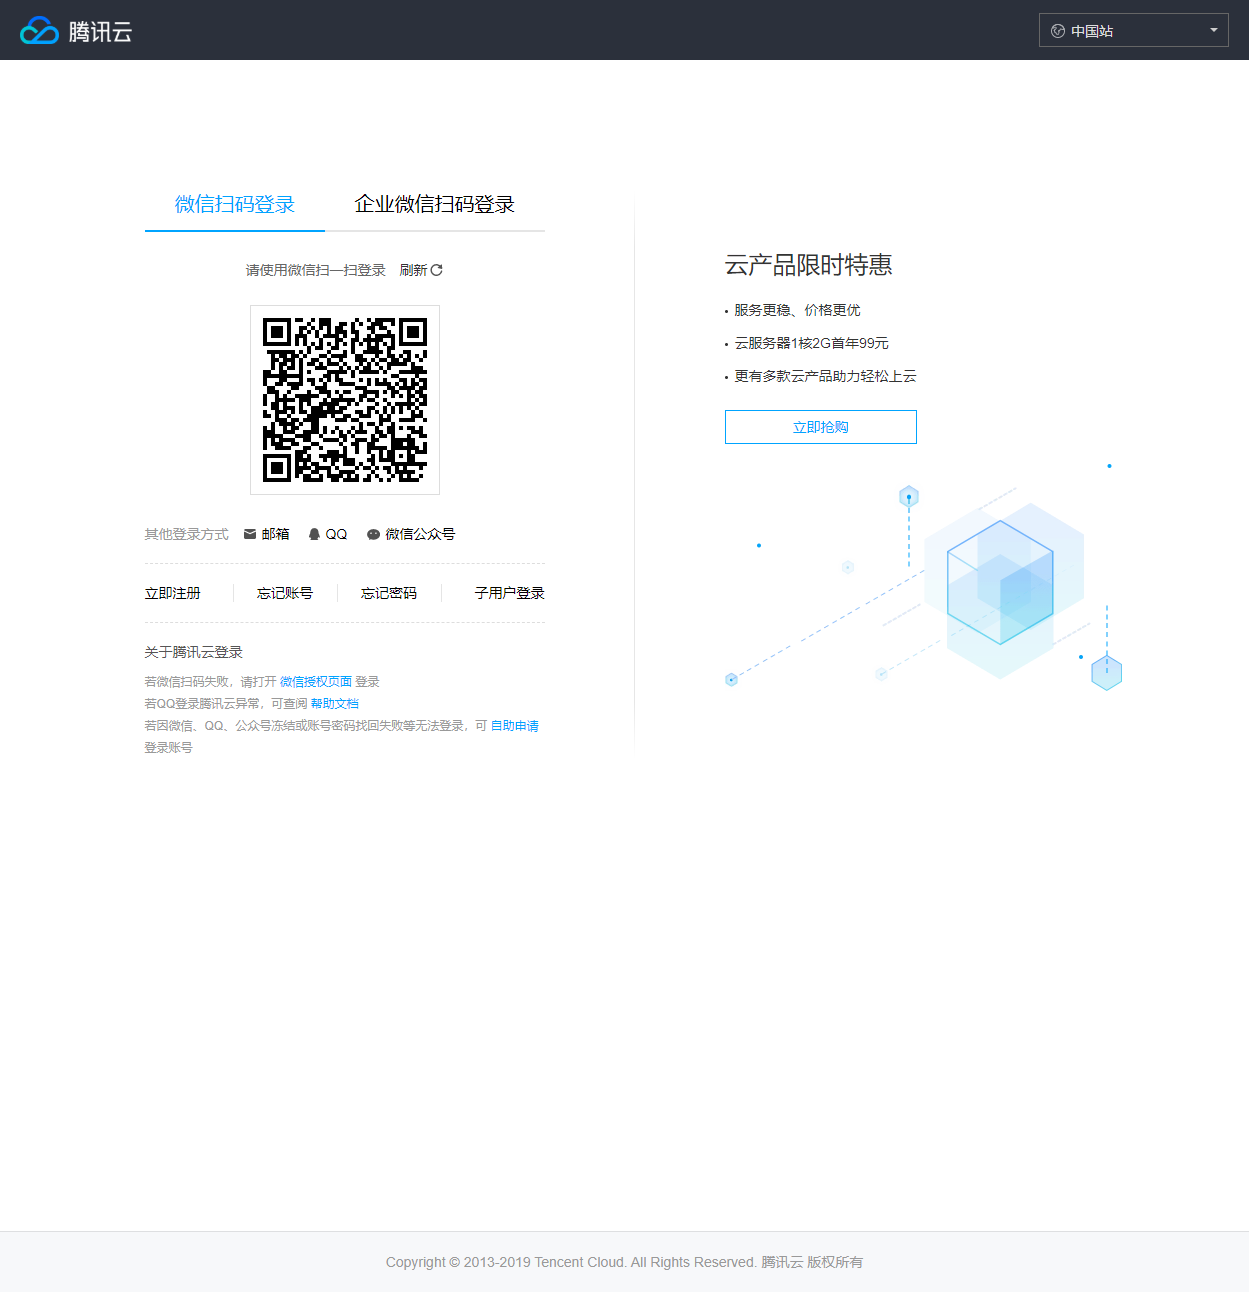 腾讯云
中国站
微信扫码登录
企业微信扫码登录
请使用微信扫一扫登录 刷新
其他登录方式 邮箱 QQ 微信公众号
立即注册 忘记账号 忘记密码 子用户登录
关于腾讯云登录
若微信扫码失败，请打开 微信授权页面 登录
若QQ登录腾讯云异常，可查阅 帮助文档
若因微信、QQ、公众号冻结或账号密码找回失败等无法登录，可 自助申请
登录账号
云产品限时特惠
· 服务更稳、价格更优
· 云服务器1核2G首年99元
· 更有多款云产品助力轻松上云
立即抢购
Copyright © 2013-2019 Tencent Cloud. All Rights Reserved. 腾讯云 版权所有